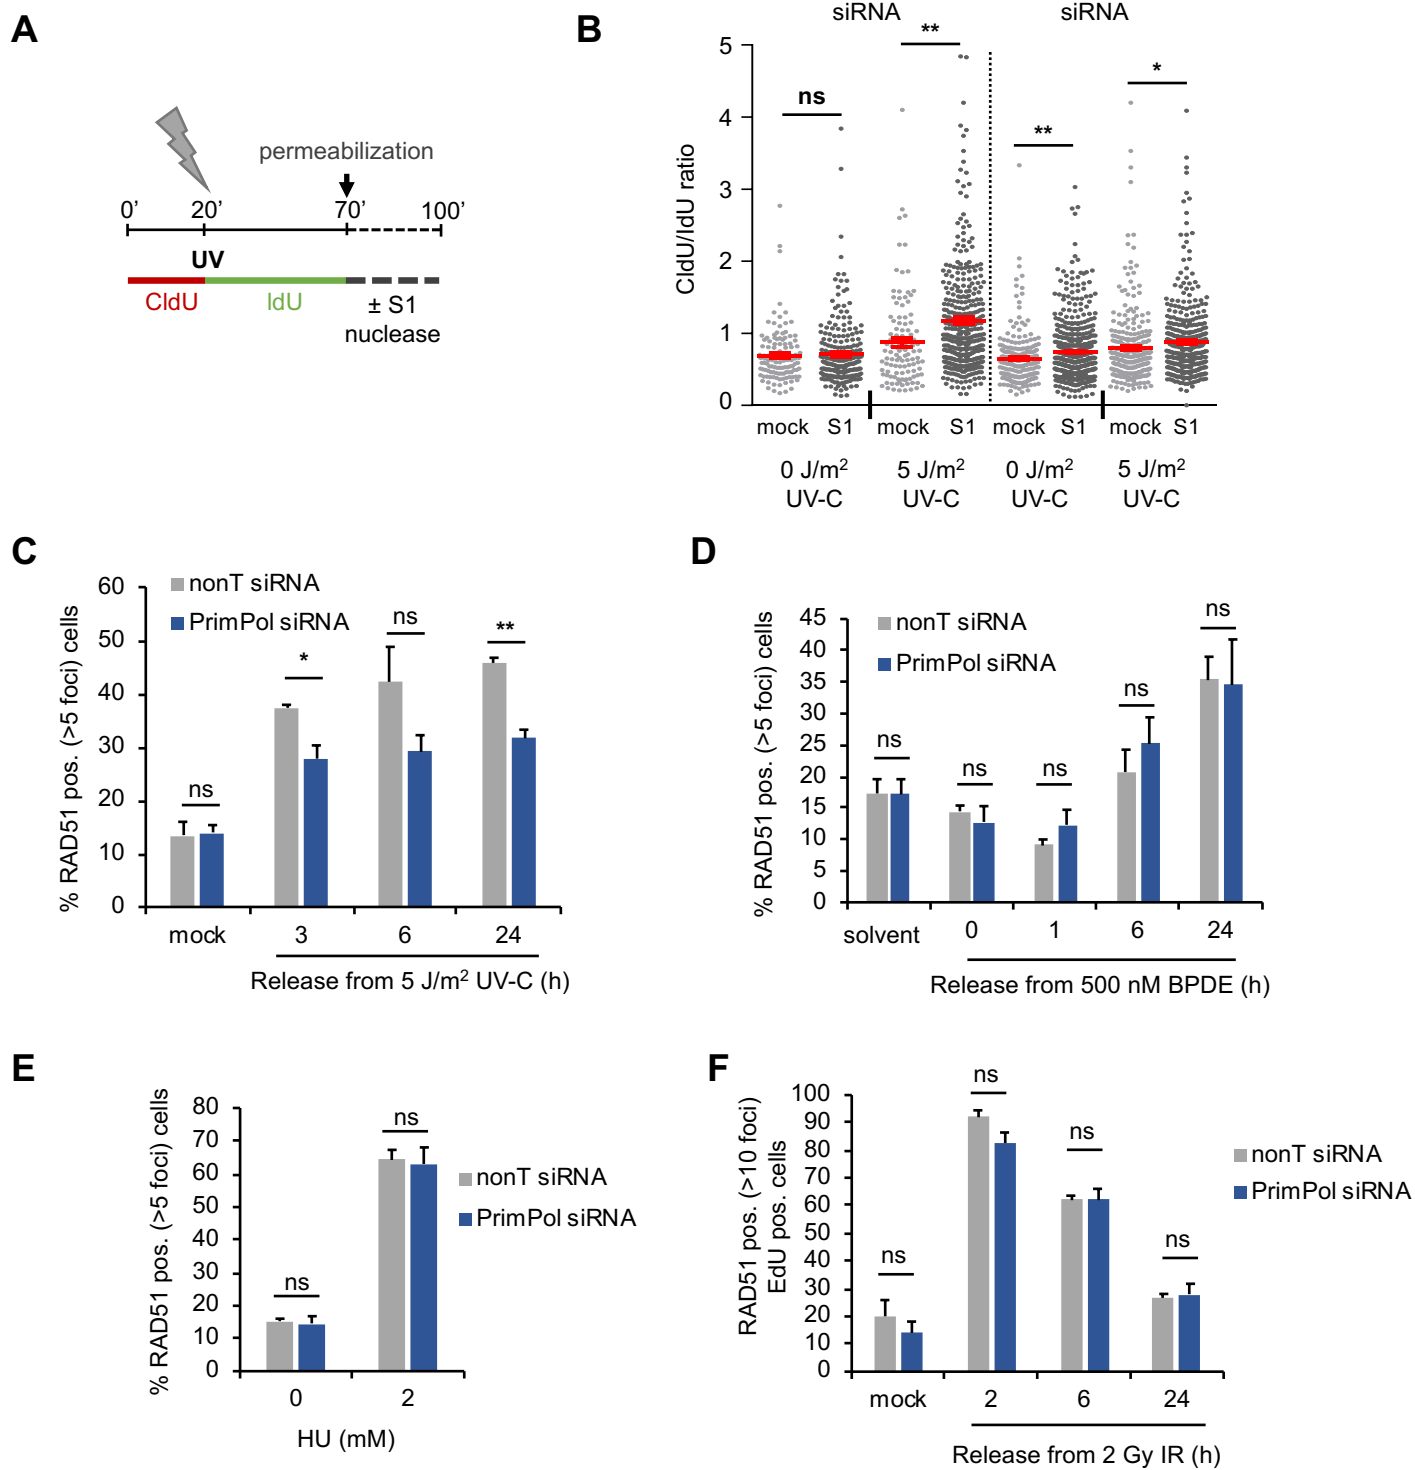 A
permeabilization
0' 20' 70' 100'
UV
CldU IdU ± S1
nuclease
B
siRNA siRNA
CldU/IdU ratio
5
4
3
2
1
0
ns ** ** *
mock S1 mock S1 mock S1 mock S1
0 J/m² 5 J/m² 0 J/m² 5 J/m²
UV-C UV-C UV-C UV-C
C
% RAD51 pos. (>5 foci) cells
60
50
40
30
20
10
0
nonT siRNA
PrimPol siRNA
ns * ns **
mock 3 6 24
Release from 5 J/m² UV-C (h)
D
% RAD51 pos. (>5 foci) cells
45
40
35
30
25
20
15
10
5
0
nonT siRNA
PrimPol siRNA
ns ns ns ns ns
solvent 0 1 6 24
Release from 500 nM BPDE (h)
E
% RAD51 pos. (>5 foci) cells
80
70
60
50
40
30
20
10
0
ns ns
nonT siRNA
PrimPol siRNA
0 2
HU (mM)
F
RAD51 pos. (>10 foci)
EdU pos. cells
100
90
80
70
60
50
40
30
20
10
0
ns ns ns ns
nonT siRNA
PrimPol siRNA
mock 2 6 24
Release from 2 Gy IR (h)